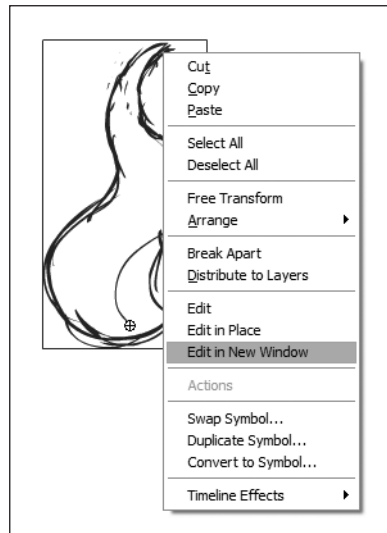 Cut
Copy
Paste
Select All
Deselect All
Free Transform
Arrange
Break Apart
Distribute to Layers
Edit
Edit in Place
Edit in New Window
Actions
Swap Symbol...
Duplicate Symbol...
Convert to Symbol...
Timeline Effects